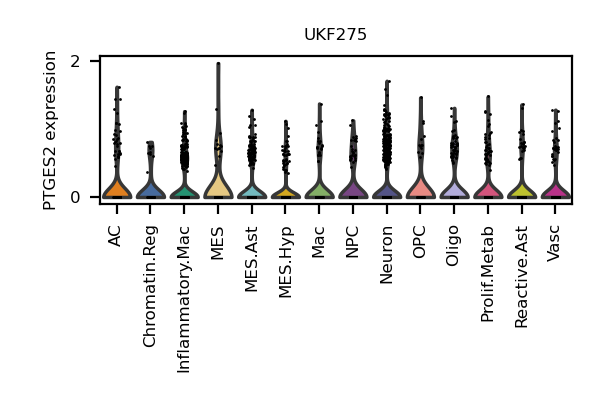 UKF275
PTGES2 expression
2
0
AC
Chromatin.Reg
Inflammatory.Mac
MES
MES.Ast
MES.Hyp
Mac
NPC
Neuron
OPC
Oligo
Prolif.Metab
Reactive.Ast
Vasc